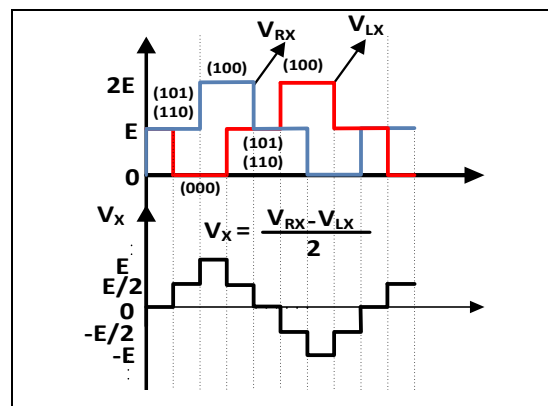 V_RX V_LX
(100) (100)
2E
(101)
(110)
E
(101)
(110)
0
(000)
V_X
V_X = V_RX - V_LX
2
E
E/2
0
-E/2
-E